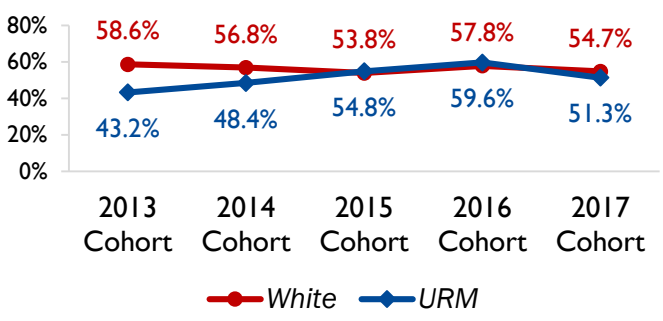 80%
58.6% 56.8% 53.8% 57.8% 54.7%
60%
40%
43.2% 48.4% 54.8% 59.6% 51.3%
20%
0%
2013 2014 2015 2016 2017
Cohort Cohort Cohort Cohort Cohort
White URM